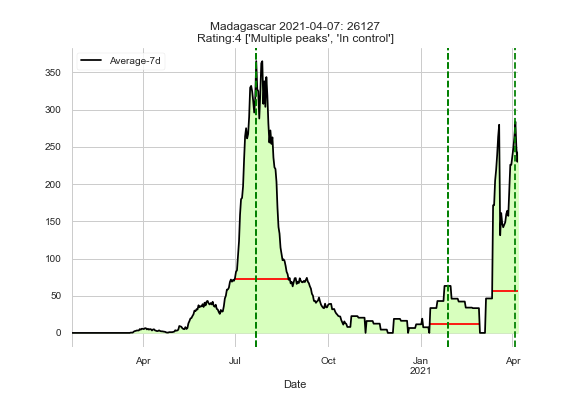 Madagascar 2021-04-07: 26127
Rating:4 ['Multiple peaks', 'In control']
Average-7d
350
300
250
200
150
100
50
0
Apr
Jul
Oct
Jan
2021
Apr
Date